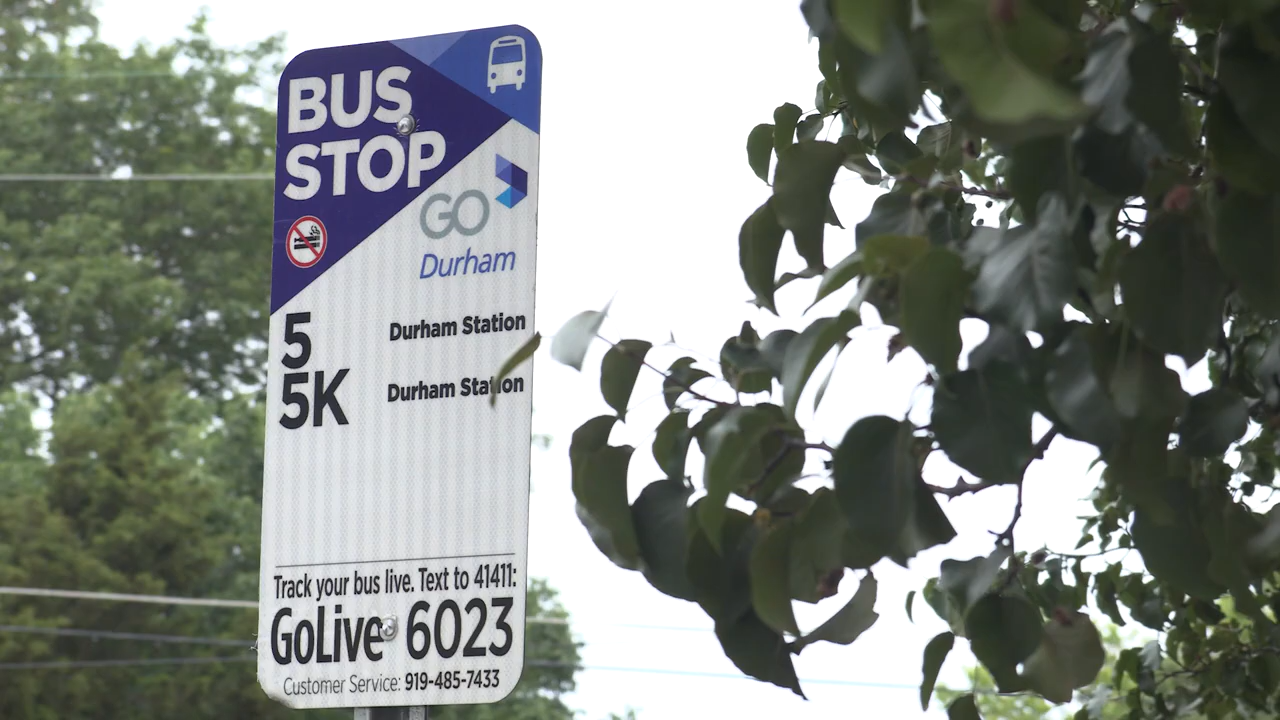 BUS
STOP
GO
Durham
5 Durham Station
5K Durham Station
Track your bus live. Text to 41411:
GoLive 6023
Customer Service: 919-485-7433